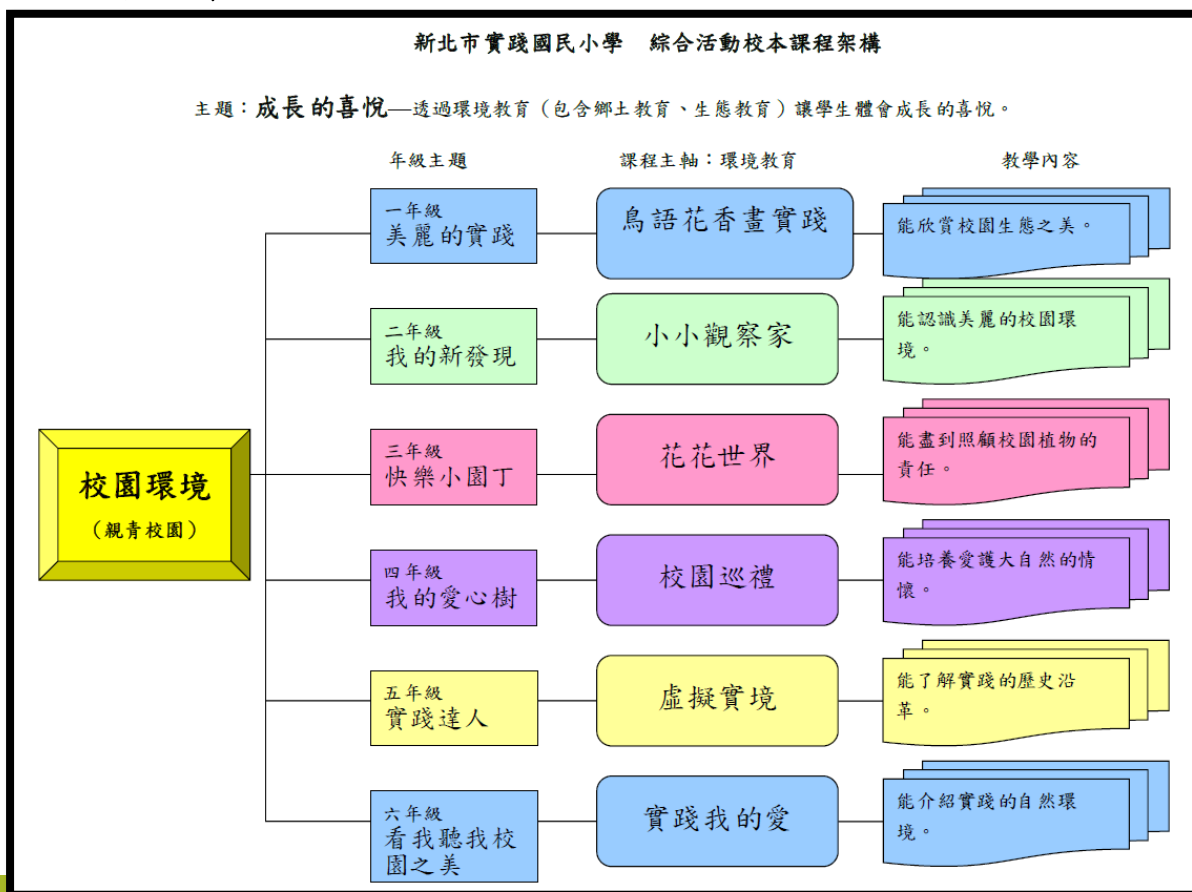 新北市實踐國民小學　綜合活動校本課程架構
主題：成長的喜悅—透過環境教育（包含鄉土教育、生態教育）讓學生體會成長的喜悅。
年級主題
課程主軸：環境教育
教學內容
校園環境
（親青校園）
一年級
美麗的實踐
鳥語花香畫實踐
能欣賞校園生態之美。
二年級
我的新發現
小小觀察家
能認識美麗的校園環
境。
三年級
快樂小園丁
花花世界
能盡到照顧校園植物的
責任。
四年級
我的愛心樹
校園巡禮
能培養愛護大自然的情
懷。
五年級
實踐達人
虛擬實境
能了解實踐的歷史沿
革。
六年級
看我聽我校
園之美
實踐我的愛
能介紹實踐的自然環
境。